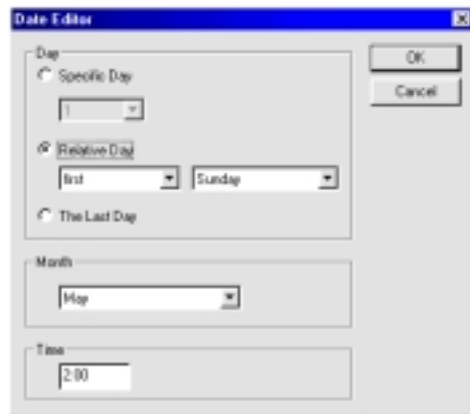 Date Editor
Day
OK
Specific Day
Cancel
1
Relative Day
first Sunday
The Last Day
Month
May
Time
2:00